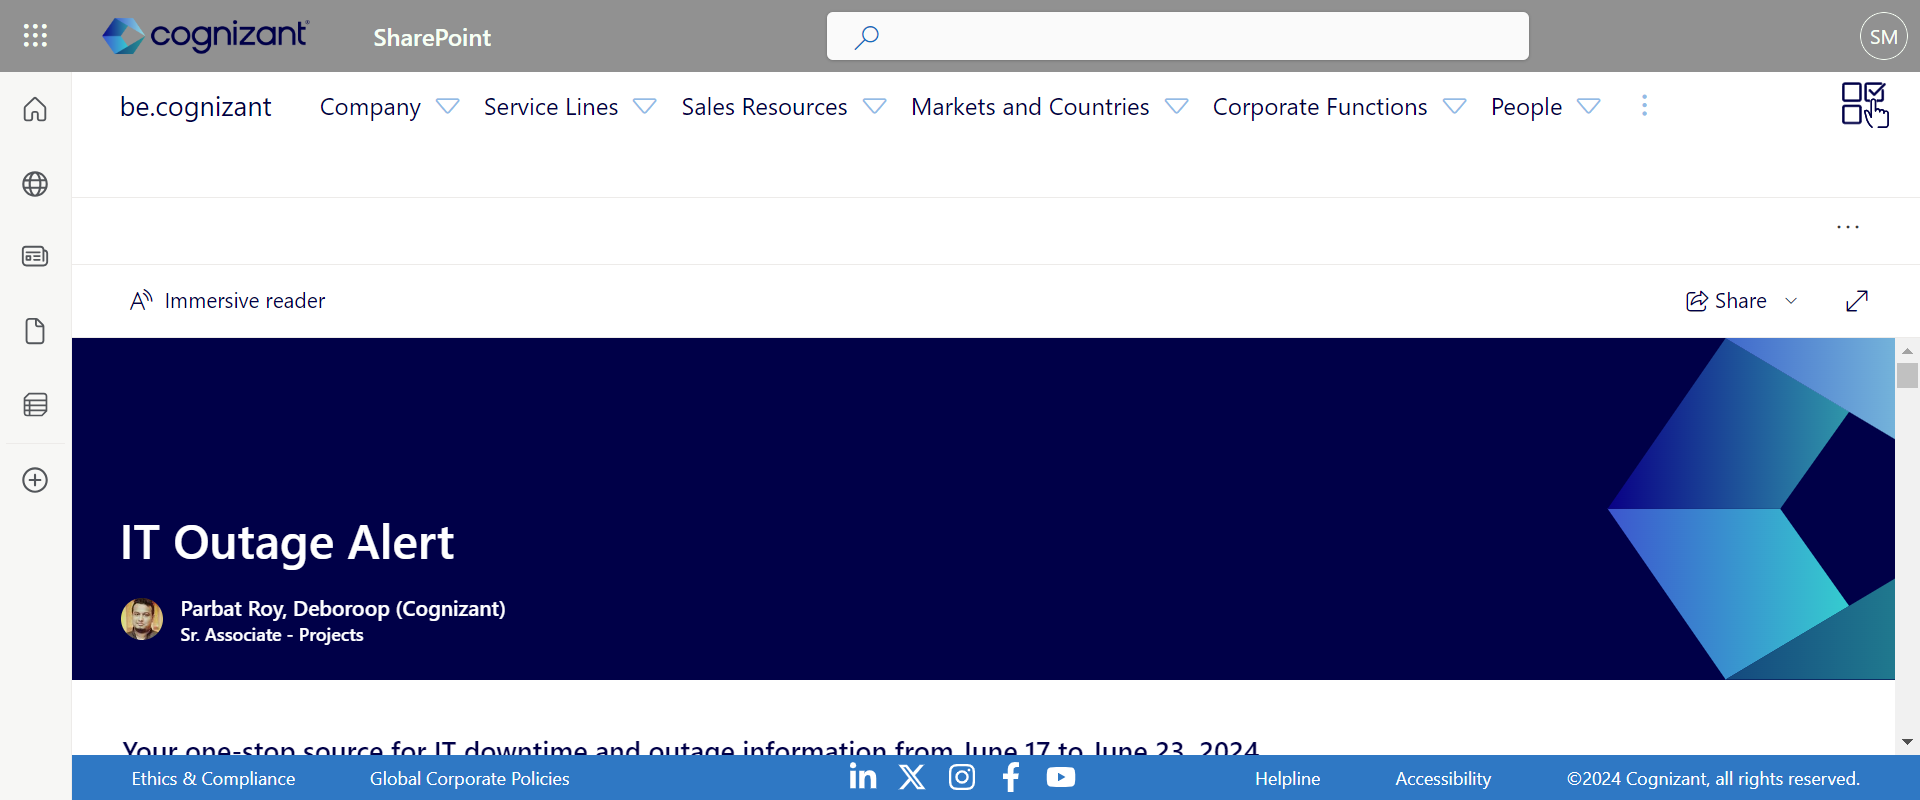 cognizant
SharePoint
SM
be.cognizant
Company
Service Lines
Sales Resources
Markets and Countries
Corporate Functions
People
Immersive reader
Share
IT Outage Alert
Parbat Roy, Deboroop (Cognizant)
Sr. Associate - Projects
Your one-stop source for IT downtime and outage information from June 17 to June 23, 2024
Ethics & Compliance
Global Corporate Policies
Helpline
Accessibility
©2024 Cognizant, all rights reserved.